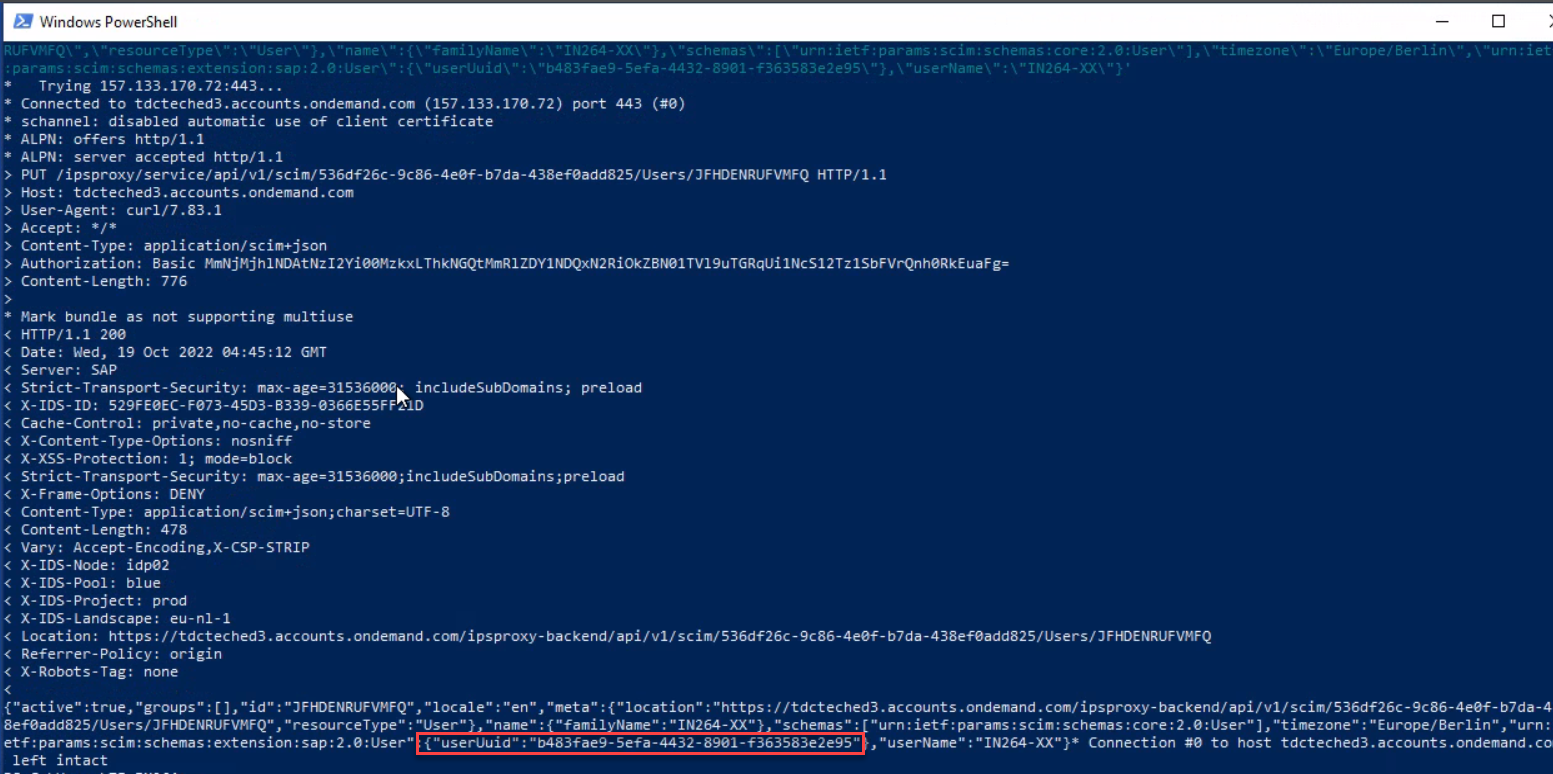 Windows PowerShell
RUFVMFQ\",\"resourceType\":\"User\"},\"name\":{\"familyName\":\"IN264-XX\"},\"schemas\":[\"urn:ietf:params:scim:schemas:core:2.0:User\"],\"timezone\":\"Europe/Berlin\",\"urn:iet
:params:scim:schemas:extension:sap:2.0:User\":{\"userUuid\":\"b483fae9-5efa-4432-8901-f363583e2e95\"},\"userName\":\"IN264-XX\"}'
*   Trying 157.133.170.72:443...
* Connected to tdcteched3.accounts.ondemand.com (157.133.170.72) port 443 (#0)
* schannel: disabled automatic use of client certificate
* ALPN: offers http/1.1
* ALPN: server accepted http/1.1
> PUT /ipsproxy/service/api/v1/scim/536df26c-9c86-4e0f-b7da-438ef0add825/Users/JFHDENRUFVMFQ HTTP/1.1
> Host: tdcteched3.accounts.ondemand.com
> User-Agent: curl/7.83.1
> Accept: */*
> Content-Type: application/scim+json
> Authorization: Basic MmNjMjhlNDAtNzI2Yi00MzkxLThkNGQtMmRlZDY1NDQxN2RiOkZBN01TVl9uTGRqUi1NcS12Tz1SbFVrQnh0RkEuaFg=
> Content-Length: 776
>
* Mark bundle as not supporting multiuse
< HTTP/1.1 200
< Date: Wed, 19 Oct 2022 04:45:12 GMT
< Server: SAP
< Strict-Transport-Security: max-age=31536000; includeSubDomains; preload
< X-IDS-ID: 529FE0EC-F073-45D3-B339-0366E55FF21D
< Cache-Control: private,no-cache,no-store
< X-Content-Type-Options: nosniff
< X-XSS-Protection: 1; mode=block
< Strict-Transport-Security: max-age=31536000;includeSubDomains;preload
< X-Frame-Options: DENY
< Content-Type: application/scim+json;charset=UTF-8
< Content-Length: 478
< Vary: Accept-Encoding,X-CSP-STRIP
< X-IDS-Node: idp02
< X-IDS-Pool: blue
< X-IDS-Project: prod
< X-IDS-Landscape: eu-nl-1
< Location: https://tdcteched3.accounts.ondemand.com/ipsproxy-backend/api/v1/scim/536df26c-9c86-4e0f-b7da-438ef0add825/Users/JFHDENRUFVMFQ
< Referrer-Policy: origin
< X-Robots-Tag: none
<
{"active":true,"groups":[],"id":"JFHDENRUFVMFQ","locale":"en","meta":{"location":"https://tdcteched3.accounts.ondemand.com/ipsproxy-backend/api/v1/scim/536df26c-9c86-4e0f-b7da-4
8ef0add825/Users/JFHDENRUFVMFQ","resourceType":"User"},"name":{"familyName":"IN264-XX"},"schemas":["urn:ietf:params:scim:schemas:core:2.0:User"],"timezone":"Europe/Berlin","urn:
etf:params:scim:schemas:extension:sap:2.0:User":{"userUuid":"b483fae9-5efa-4432-8901-f363583e2e95"},"userName":"IN264-XX"}* Connection #0 to host tdcteched3.accounts.ondemand.co
left intact